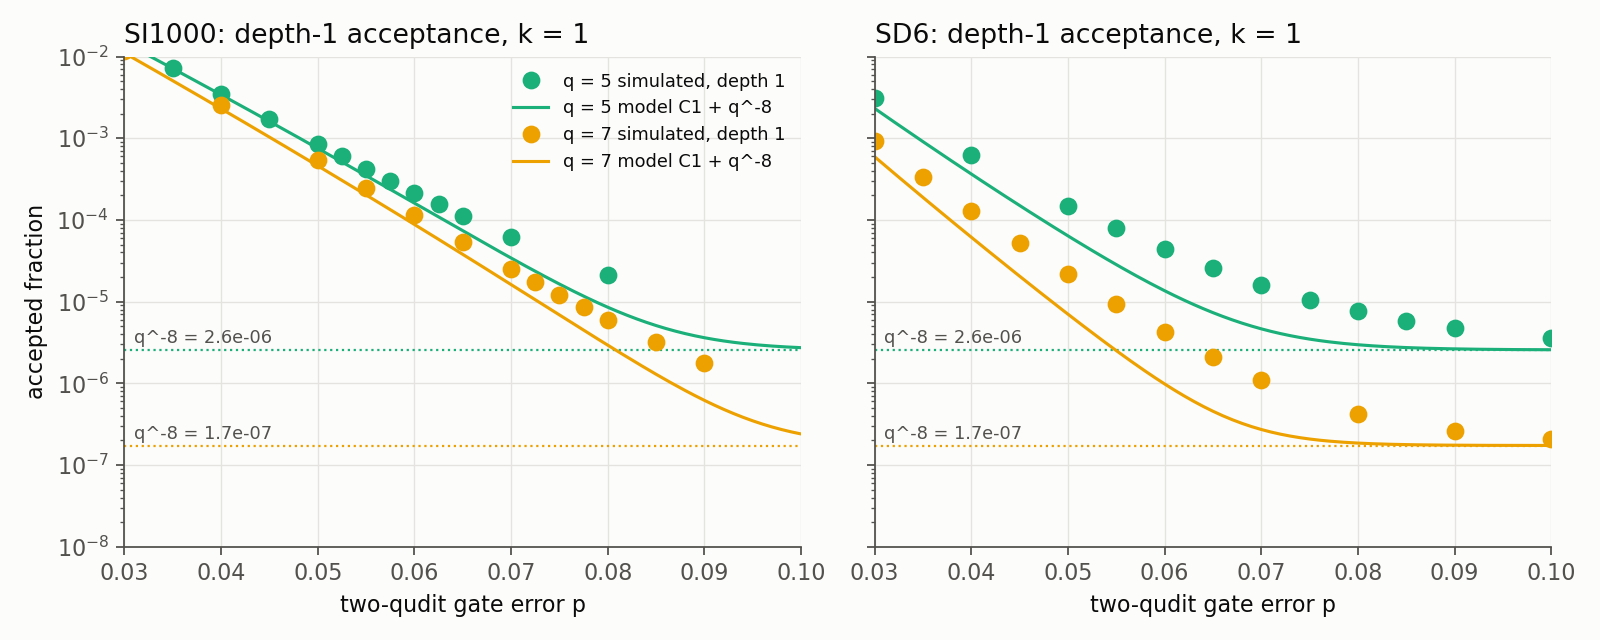 SI1000: depth-1 acceptance, k = 1
SD6: depth-1 acceptance, k = 1
accepted fraction
10⁻²
10⁻³
10⁻⁴
10⁻⁵
10⁻⁶
10⁻⁷
10⁻⁸
q = 5 simulated, depth 1
q = 5 model C1 + q^-8
q = 7 simulated, depth 1
q = 7 model C1 + q^-8
q^-8 = 2.6e-06
q^-8 = 1.7e-07
q^-8 = 2.6e-06
q^-8 = 1.7e-07
0.03 0.04 0.05 0.06 0.07 0.08 0.09 0.10
0.03 0.04 0.05 0.06 0.07 0.08 0.09 0.10
two-qudit gate error p
two-qudit gate error p